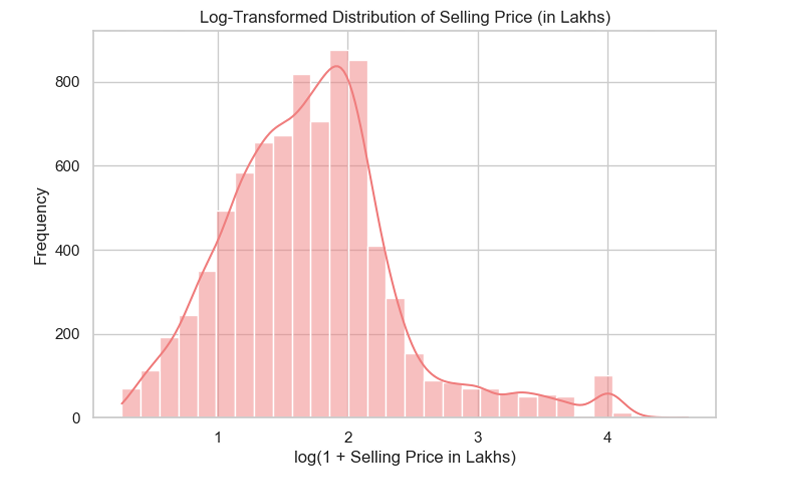 Log-Transformed Distribution of Selling Price (in Lakhs)
800
600
400
200
0
Frequency
1 2 3 4
log(1 + Selling Price in Lakhs)